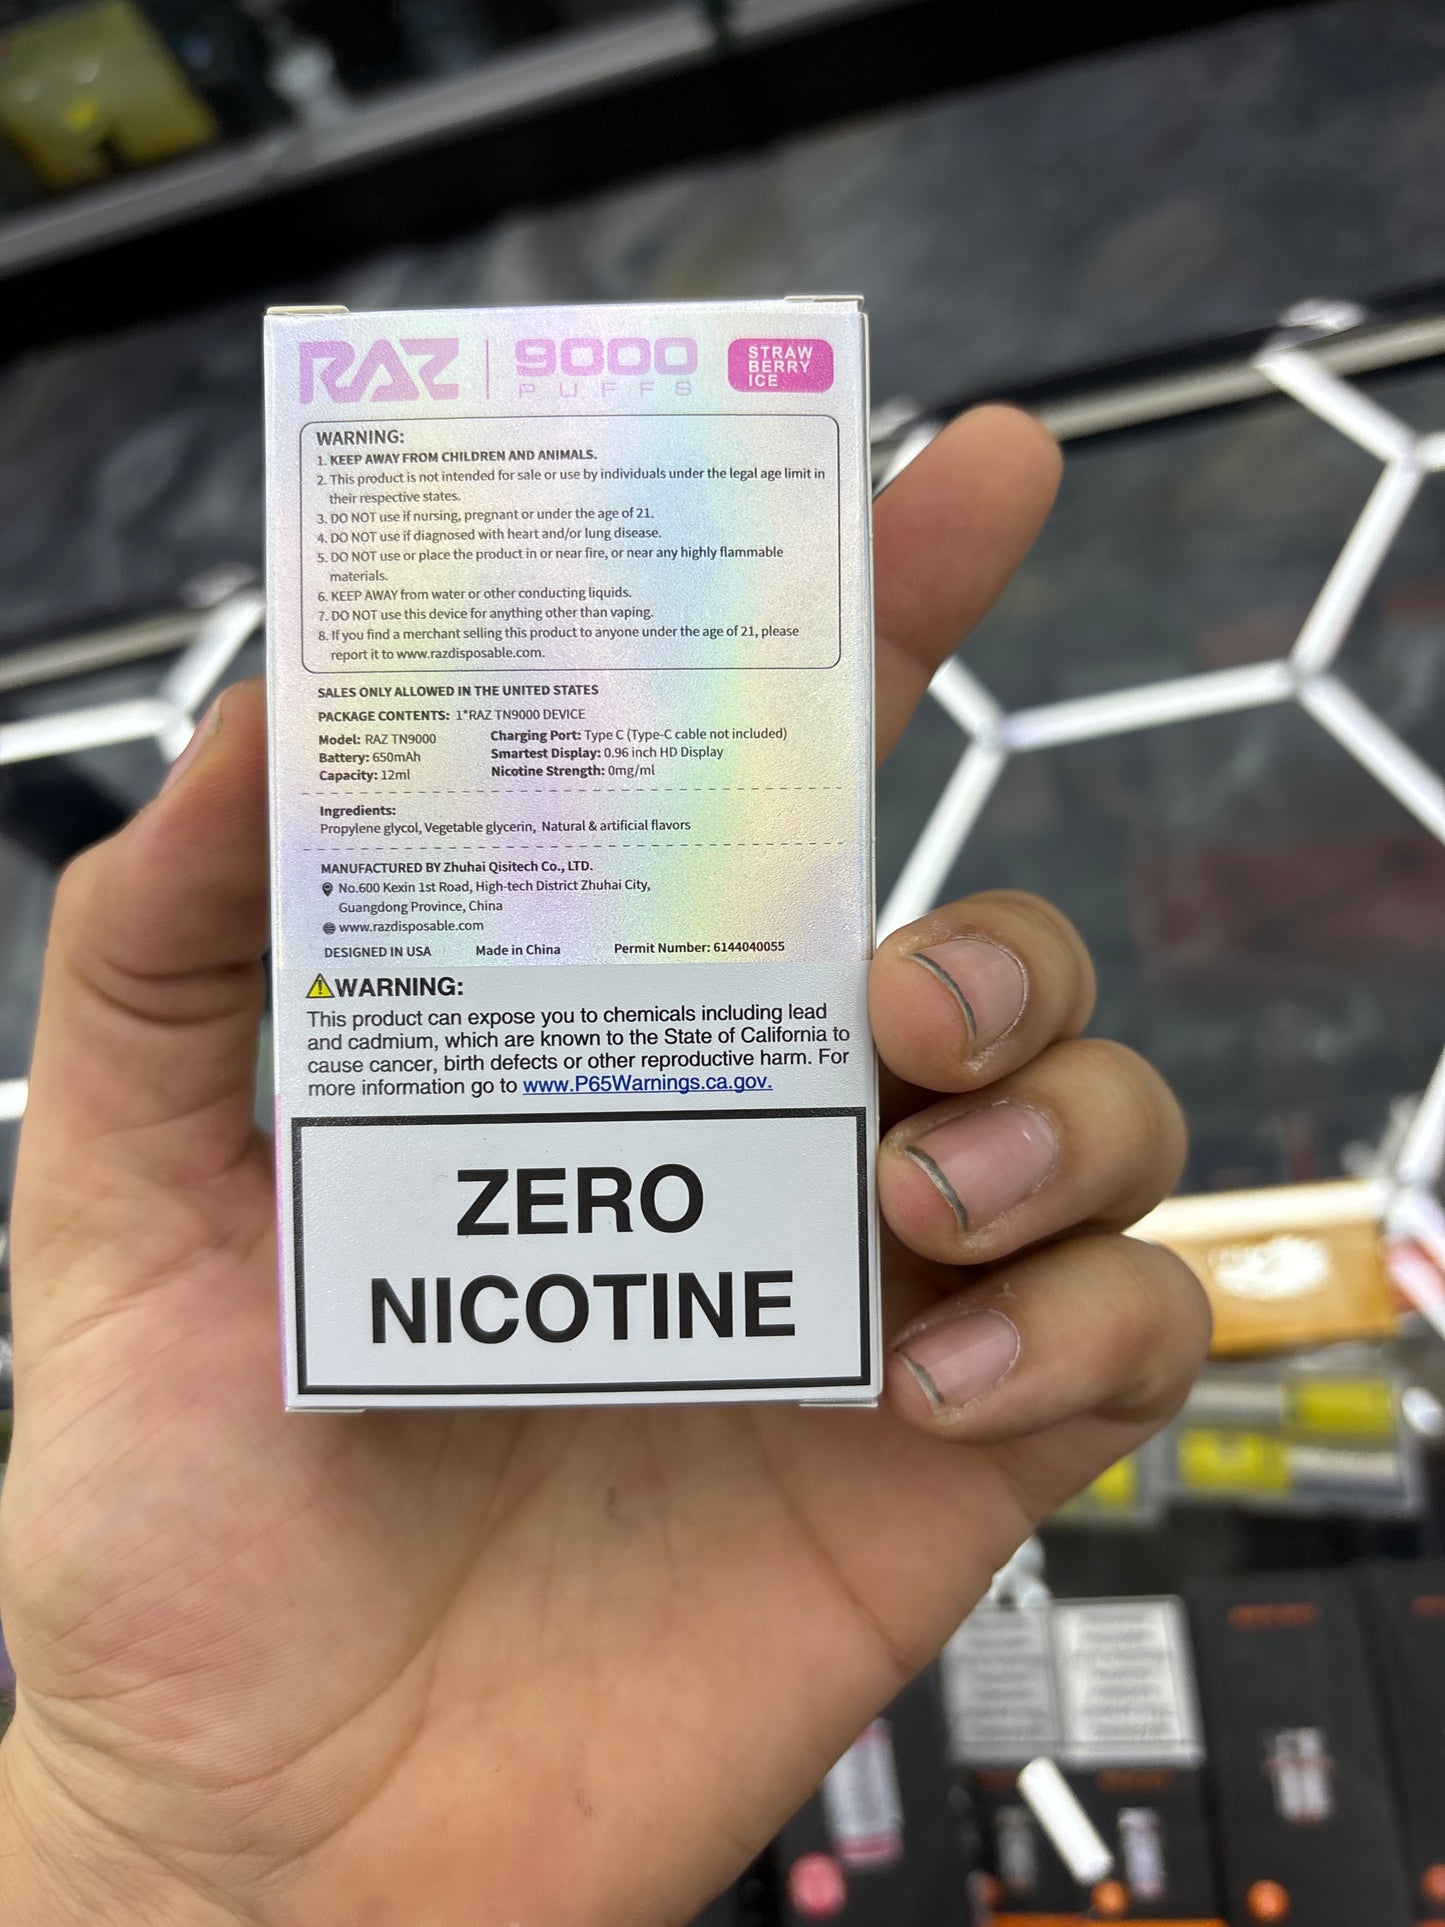 RAZ 9000 PUFFS STRAW BERRY ICE
WARNING:
1. KEEP AWAY FROM CHILDREN AND ANIMALS.
2. This product is not intended for sale or use by individuals under the legal age limit in
their respective states.
3. DO NOT use if nursing, pregnant or under the age of 21.
4. DO NOT use if diagnosed with heart and/or lung disease.
5. DO NOT use or place the product in or near fire, or near any highly flammable
materials.
6. KEEP AWAY from water or other conducting liquids.
7. DO NOT use this device for anything other than vaping.
8. If you find a merchant selling this product to anyone under the age of 21, please
report it to www.razdisposable.com.
SALES ONLY ALLOWED IN THE UNITED STATES
PACKAGE CONTENTS: 1*RAZ TN9000 DEVICE
Model: RAZ TN9000
Battery: 650mAh
Capacity: 12ml
Charging Port: Type C (Type-C cable not included)
Smartest Display: 0.96 inch HD Display
Nicotine Strength: 0mg/ml
Ingredients:
Propylene glycol, Vegetable glycerin, Natural & artificial flavors
MANUFACTURED BY Zhuhai Qisitech Co., LTD.
No.600 Kexin 1st Road, High-tech District Zhuhai City,
Guangdong Province, China
www.razdisposable.com
DESIGNED IN USA Made in China Permit Number: 6144040055
⚠WARNING:
This product can expose you to chemicals including lead
and cadmium, which are known to the State of California to
cause cancer, birth defects or other reproductive harm. For
more information go to www.P65Warnings.ca.gov.
ZERO
NICOTINE